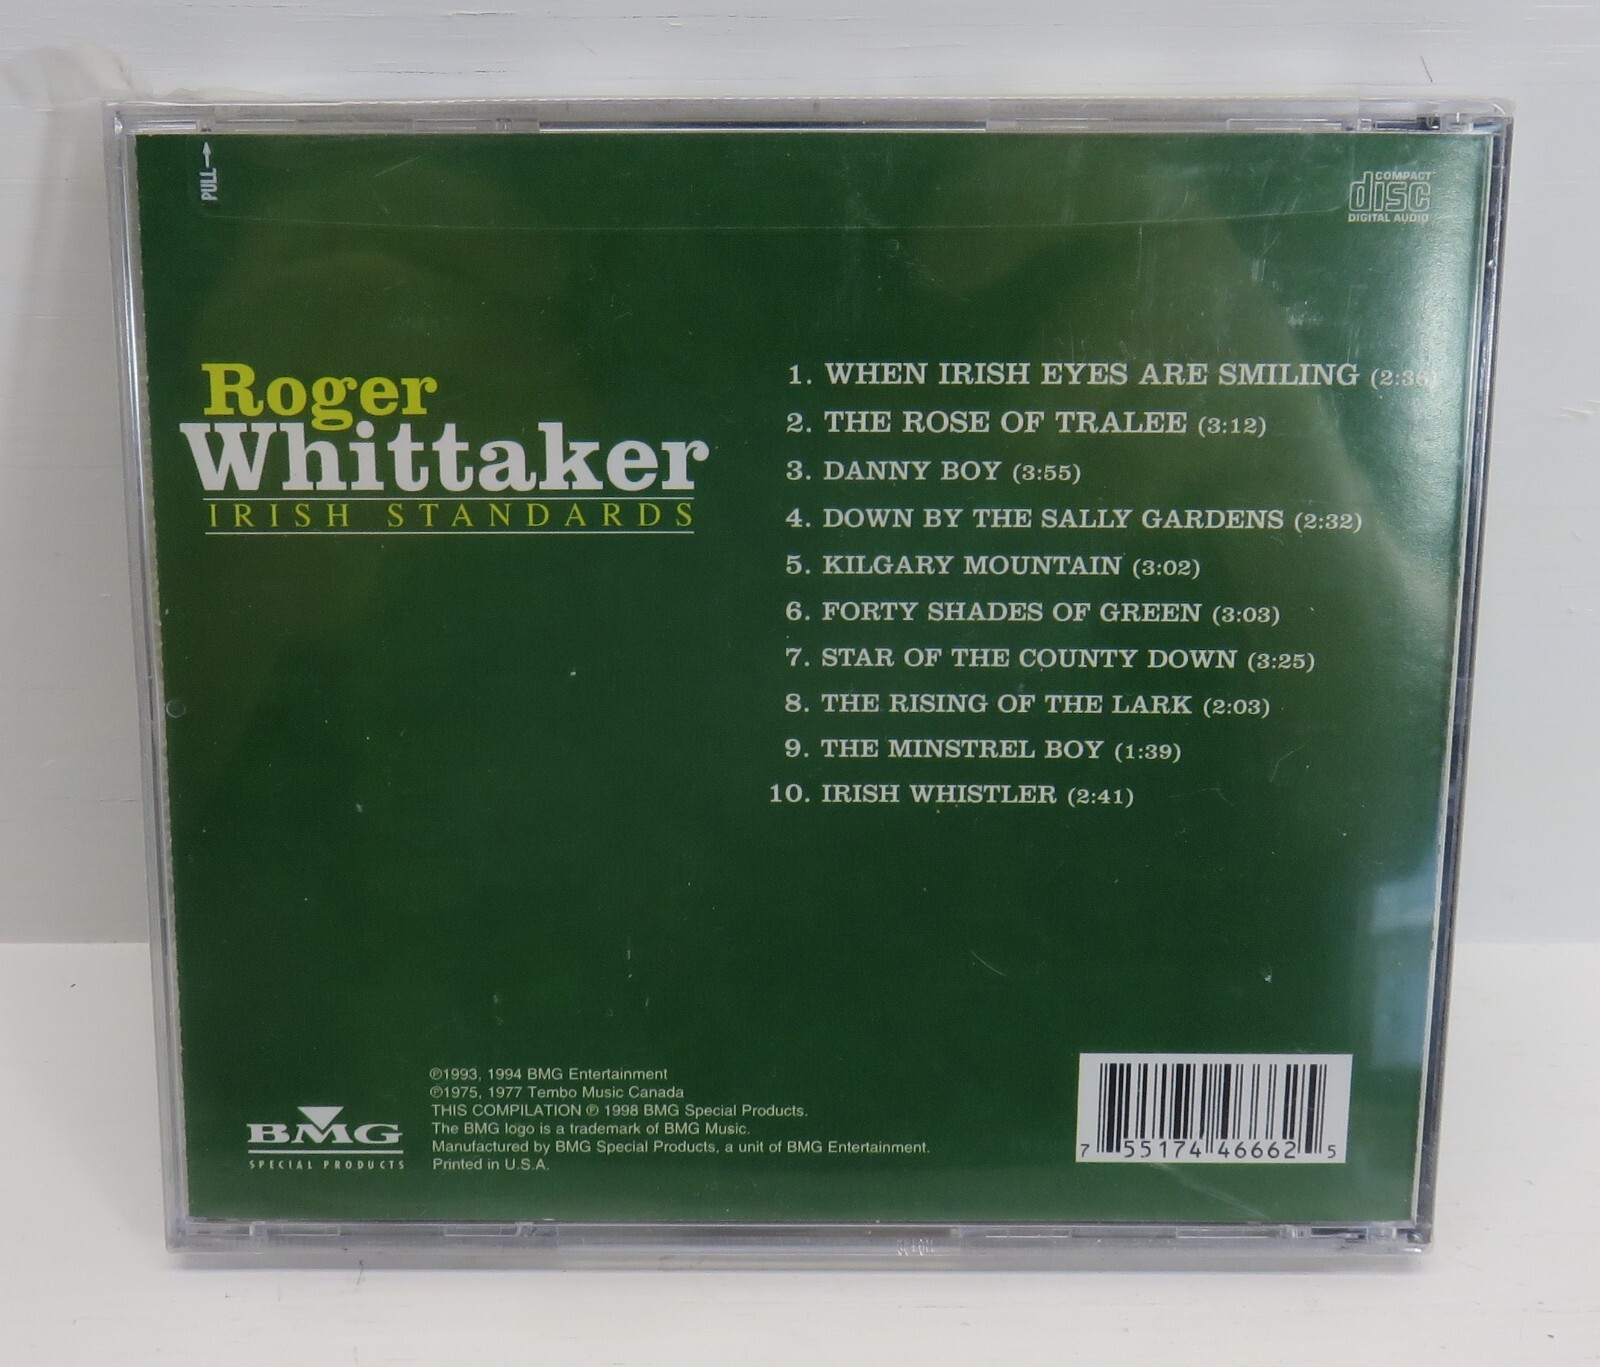 PULL→
COMPACT
disc
DIGITAL AUDIO
Roger
Whittaker
IRISH STANDARDS
1. WHEN IRISH EYES ARE SMILING (2:36)
2. THE ROSE OF TRALEE (3:12)
3. DANNY BOY (3:55)
4. DOWN BY THE SALLY GARDENS (2:32)
5. KILGARY MOUNTAIN (3:02)
6. FORTY SHADES OF GREEN (3:03)
7. STAR OF THE COUNTY DOWN (3:25)
8. THE RISING OF THE LARK (2:03)
9. THE MINSTREL BOY (1:39)
10. IRISH WHISTLER (2:41)
BMG
SPECIAL PRODUCTS
℗1993, 1994 BMG Entertainment
℗1975, 1977 Tembo Music Canada
THIS COMPILATION ℗ 1998 BMG Special Products.
The BMG logo is a trademark of BMG Music.
Manufactured by BMG Special Products, a unit of BMG Entertainment.
Printed in U.S.A.
7 55174 46662 5